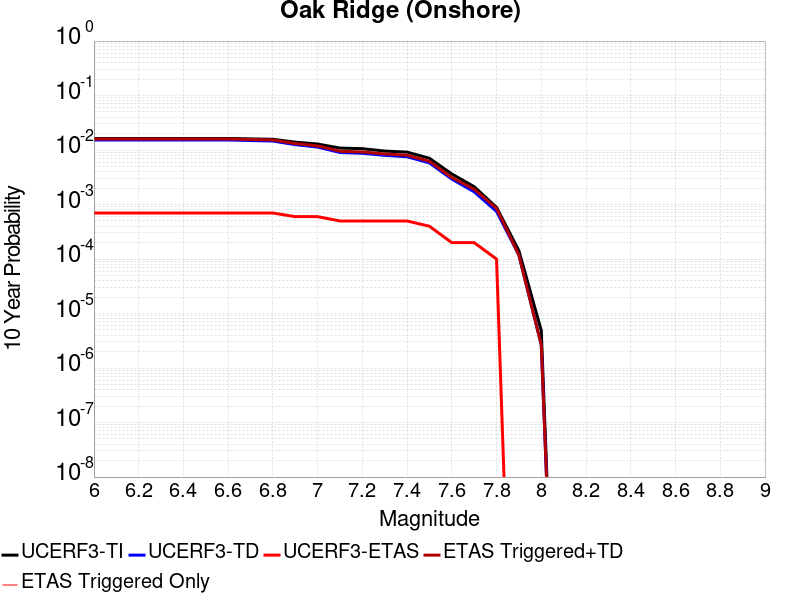 Oak Ridge (Onshore)
10 Year Probability
10^0
10^-1
10^-2
10^-3
10^-4
10^-5
10^-6
10^-7
10^-8
6 6.2 6.4 6.6 6.8 7 7.2 7.4 7.6 7.8 8 8.2 8.4 8.6 8.8 9
Magnitude
UCERF3-TI UCERF3-TD UCERF3-ETAS ETAS Triggered+TD
ETAS Triggered Only